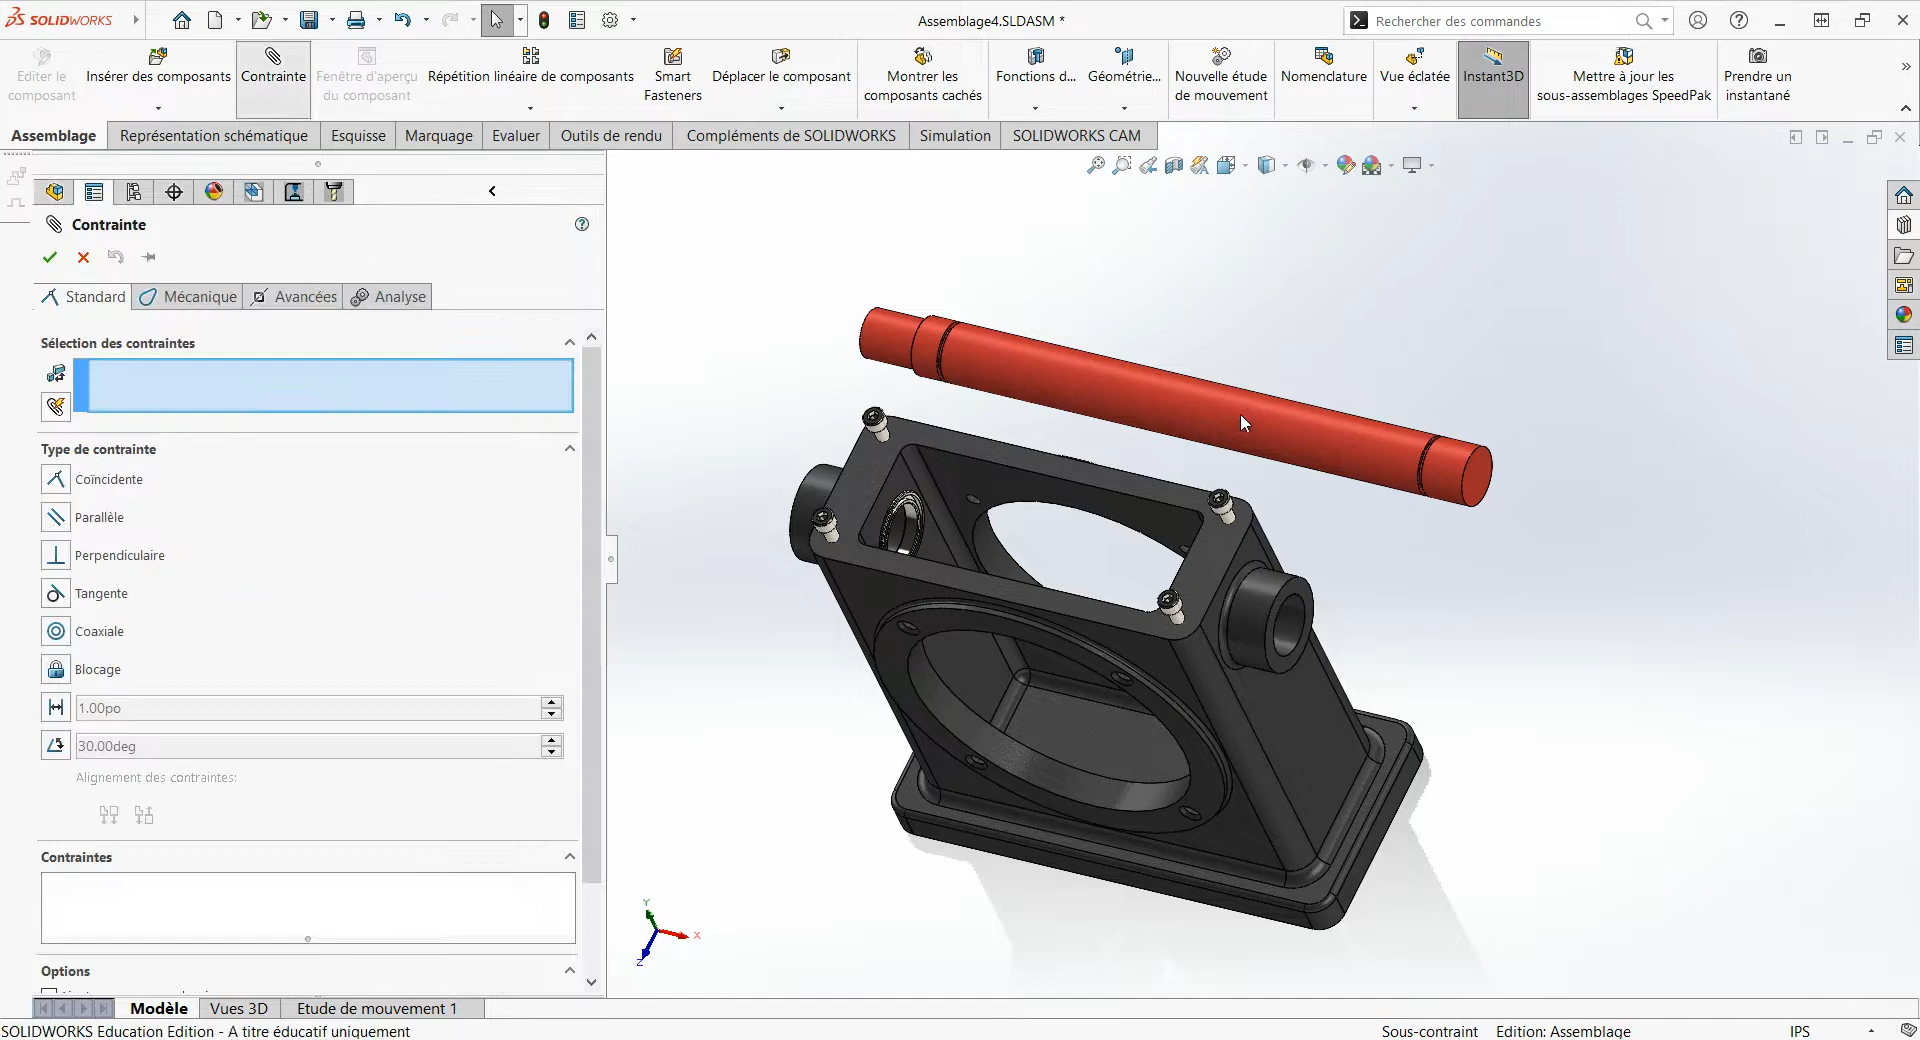 SOLIDWORKS
Assemblage4.SLDASM *
Rechercher des commandes
Editer le composant
Insérer des composants
Contrainte
Fenêtre d'aperçu du composant
Répétition linéaire de composants
Smart Fasteners
Déplacer le composant
Montrer les composants cachés
Fonctions d...
Géométrie...
Nouvelle étude de mouvement
Nomenclature
Vue éclatée
Instant3D
Mettre à jour les sous-assemblages SpeedPak
Prendre un instantané
Assemblage
Représentation schématique
Esquisse
Marquage
Evaluer
Outils de rendu
Compléments de SOLIDWORKS
Simulation
SOLIDWORKS CAM
Contrainte
Standard
Mécanique
Avancées
Analyse
Sélection des contraintes
Type de contrainte
Coïncidente
Parallèle
Perpendiculaire
Tangente
Coaxiale
Blocage
1.00po
30.00deg
Alignement des contraintes:
Contraintes
Options
Y
X
Z
Modèle
Vues 3D
Etude de mouvement 1
SOLIDWORKS Education Edition - A titre éducatif uniquement
Sous-contraint
Edition: Assemblage
IPS